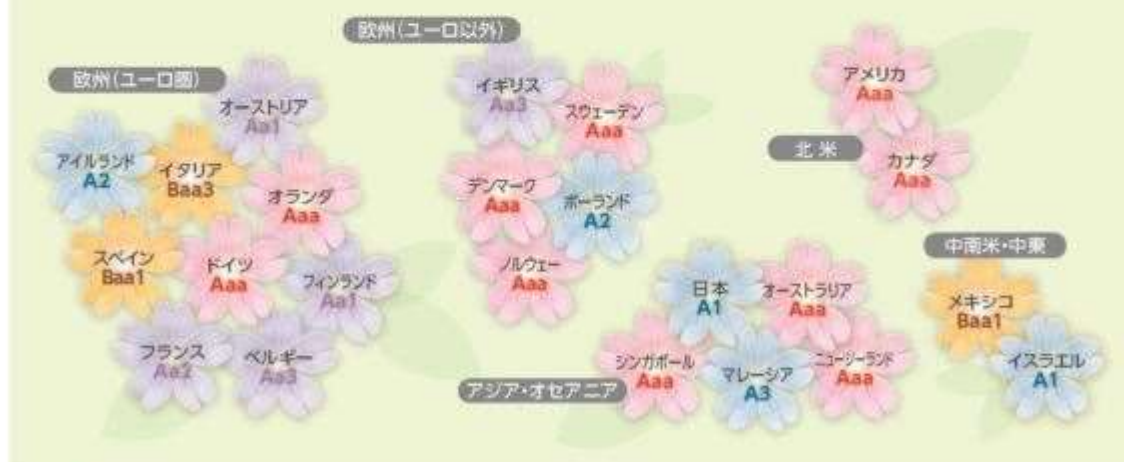 欧州(ユーロ圏)
オーストリア
Aa1
アイルランド
A2
イタリア
Baa3
オランダ
Aaa
スペイン
Baa1
ドイツ
Aaa
フィンランド
Aa1
フランス
Aa2
ベルギー
Aa3
欧州(ユーロ以外)
イギリス
Aa3
スウェーデン
Aaa
デンマーク
Aaa
ポーランド
A2
ノルウェー
Aaa
北米
アメリカ
Aaa
カナダ
Aaa
アジア・オセアニア
日本
A1
オーストラリア
Aaa
シンガポール
Aaa
マレーシア
A3
ニュージーランド
Aaa
中南米・中東
メキシコ
Baa1
イスラエル
A1